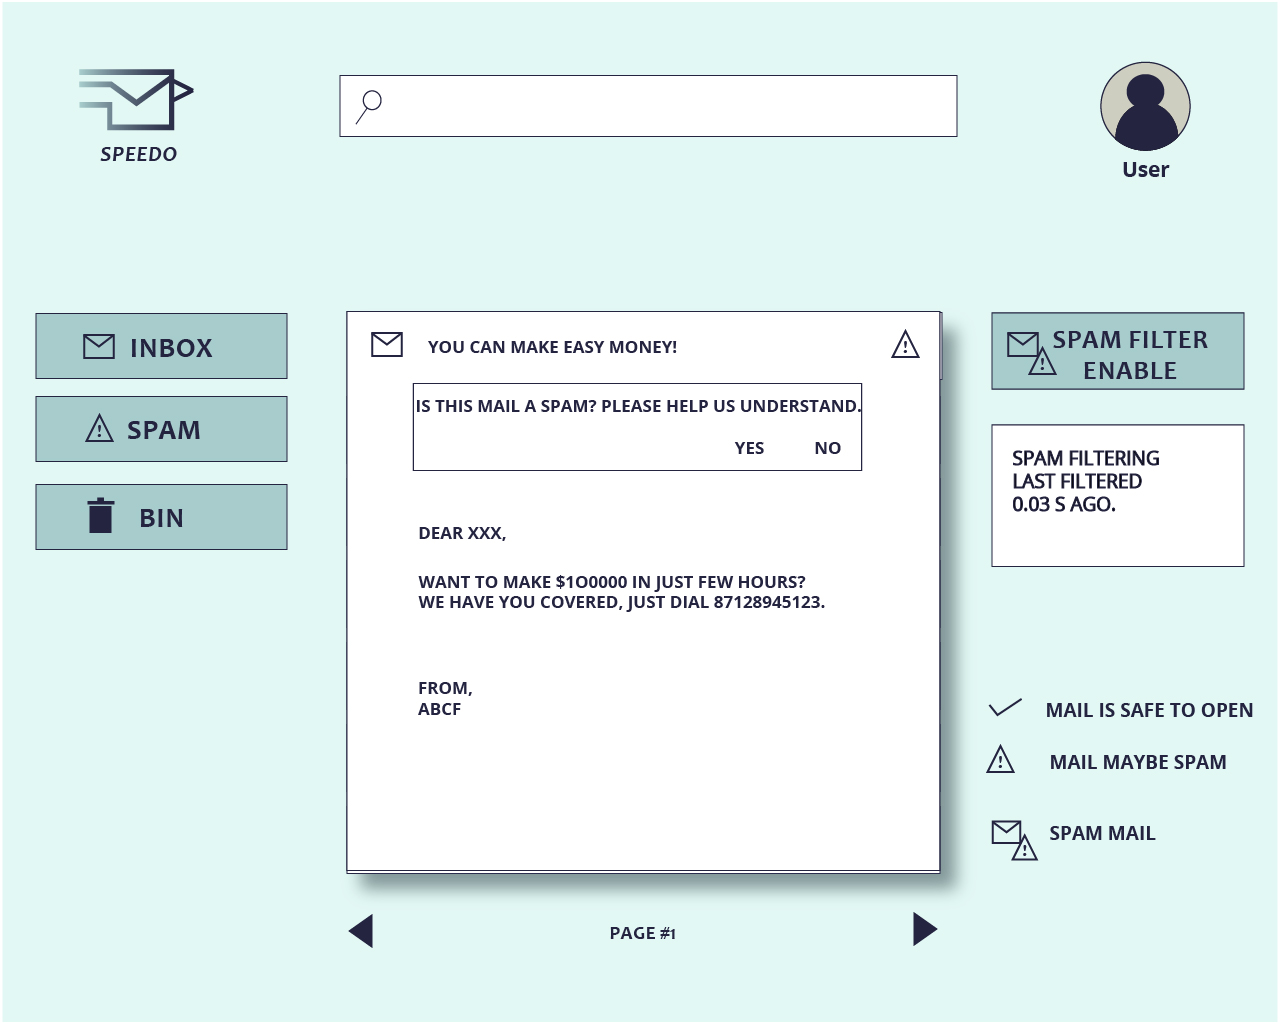 SPEEDO
User
INBOX
SPAM
BIN
YOU CAN MAKE EASY MONEY!
IS THIS MAIL A SPAM? PLEASE HELP US UNDERSTAND.
YES NO
DEAR XXX,
WANT TO MAKE $1O0000 IN JUST FEW HOURS?
WE HAVE YOU COVERED, JUST DIAL 87128945123.
FROM,
ABCF
PAGE #1
SPAM FILTER
ENABLE
SPAM FILTERING
LAST FILTERED
0.03 S AGO.
MAIL IS SAFE TO OPEN
MAIL MAYBE SPAM
SPAM MAIL